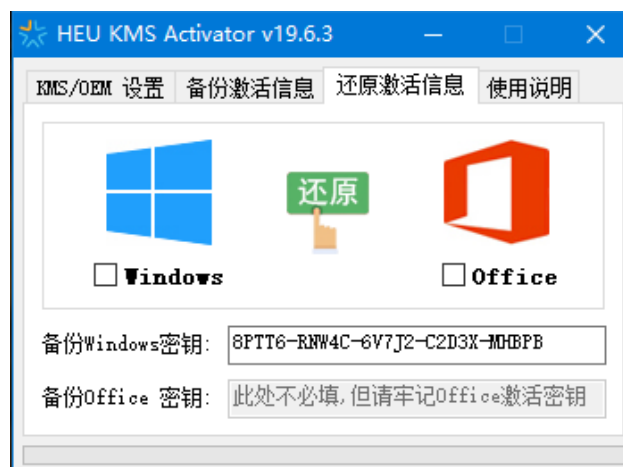 HEU KMS Activator v19.6.3
KMS/OEM 设置 备份激活信息 还原激活信息 使用说明
还原
Windows Office
备份Windows密钥: 8PTT6-RNW4C-6V7J2-C2D3X-MHBPB
备份Office 密钥: 此处不必填,但请牢记Office激活密钥